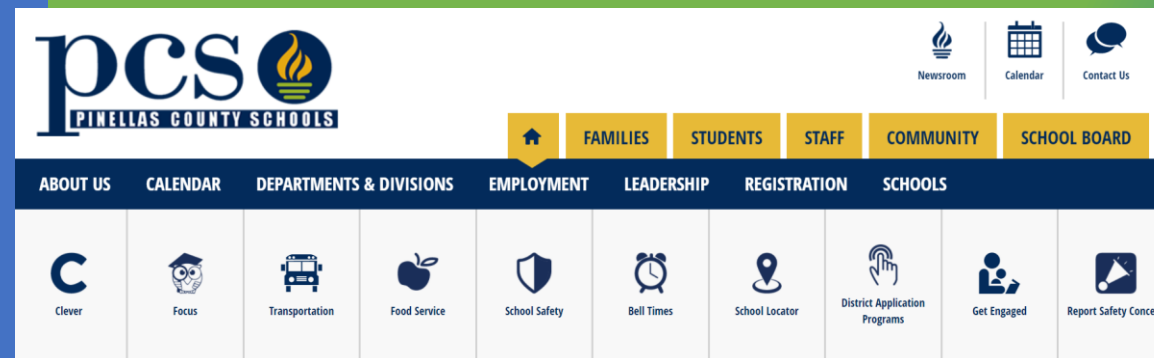 pcs
PINELLAS COUNTY SCHOOLS
Newsroom
Calendar
Contact Us
FAMILIES
STUDENTS
STAFF
COMMUNITY
SCHOOL BOARD
ABOUT US
CALENDAR
DEPARTMENTS & DIVISIONS
EMPLOYMENT
LEADERSHIP
REGISTRATION
SCHOOLS
C
Clever
Focus
Transportation
Food Service
School Safety
Bell Times
School Locator
District Application
Programs
Get Engaged
Report Safety Conce